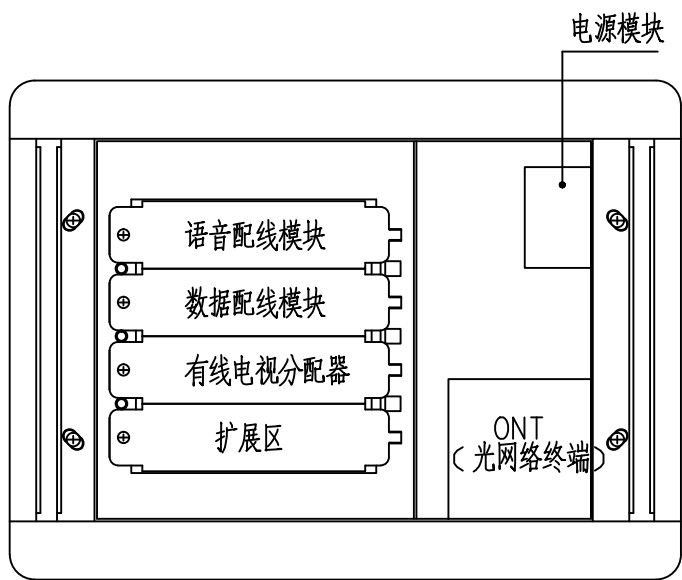 电源模块
语音配线模块
数据配线模块
有线电视分配器
扩展区
ONT
(光网络终端)